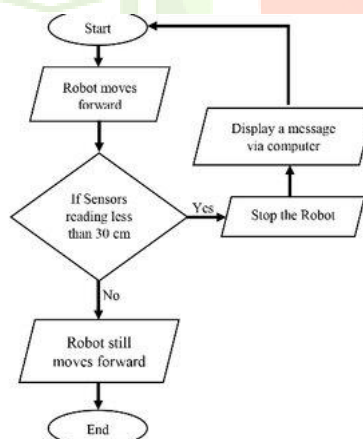 Start
Robot moves
forward
If Sensors
reading less
than 30 cm
Yes
Stop the Robot
Display a message
via computer
No
Robot still
moves forward
End